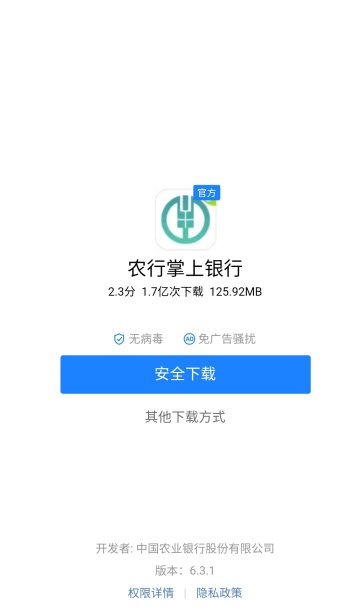 官方
农行掌上银行
2.3分 1.7亿次下载 125.92MB
无病毒 AD 免广告骚扰
安全下载
其他下载方式
开发者: 中国农业银行股份有限公司
版本：6.3.1
权限详情 | 隐私政策